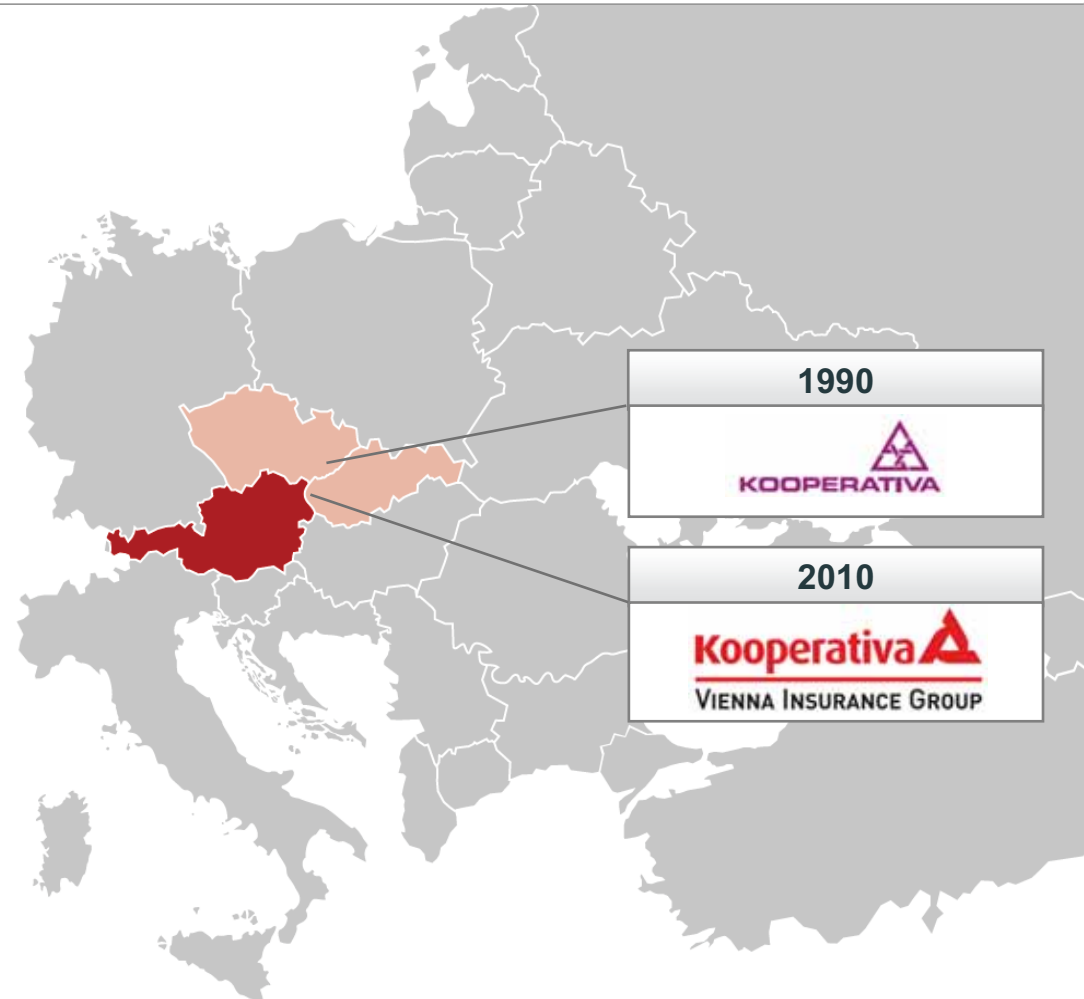 1990
KOOPERATIVA
2010
Kooperativa
VIENNA INSURANCE GROUP